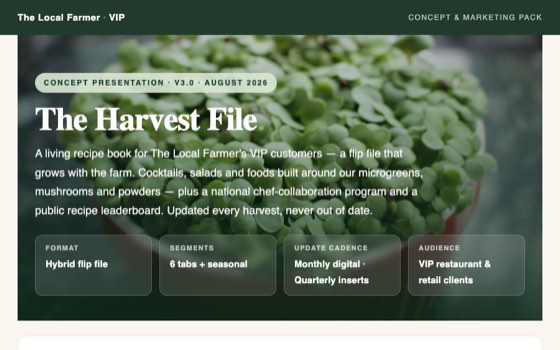 The Local Farmer · VIP
CONCEPT & MARKETING PACK
CONCEPT PRESENTATION · V3.0 · AUGUST 2026
The Harvest File.
A living recipe book for The Local Farmer's VIP customers — a flip file that
grows with the farm. Cocktails, salads and foods built around our microgreens,
mushrooms and powders — plus a national chef-collaboration program and a
public recipe leaderboard. Updated every harvest, never out of date.
FORMAT
Hybrid flip file
SEGMENTS
6 tabs + seasonal
UPDATE CADENCE
Monthly digital ·
Quarterly inserts
AUDIENCE
VIP restaurant &
retail clients